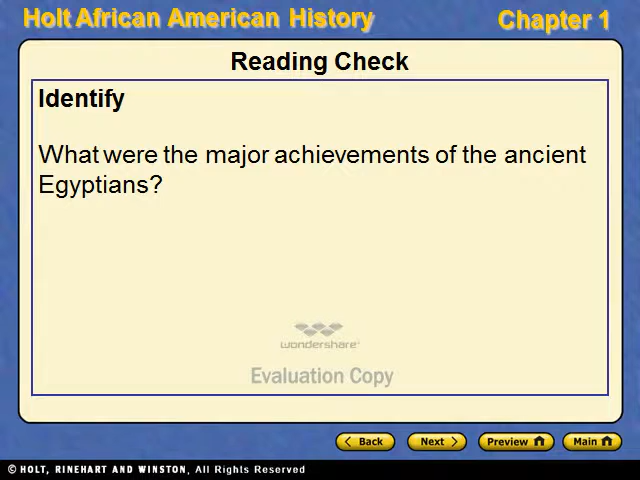 Holt African American History
Chapter 1
Reading Check
Identify
What were the major achievements of the ancient
Egyptians?
wondershare
Evaluation Copy
Back
Next
Preview
Main
© HOLT, RINEHART AND WINSTON, All Rights Reserved